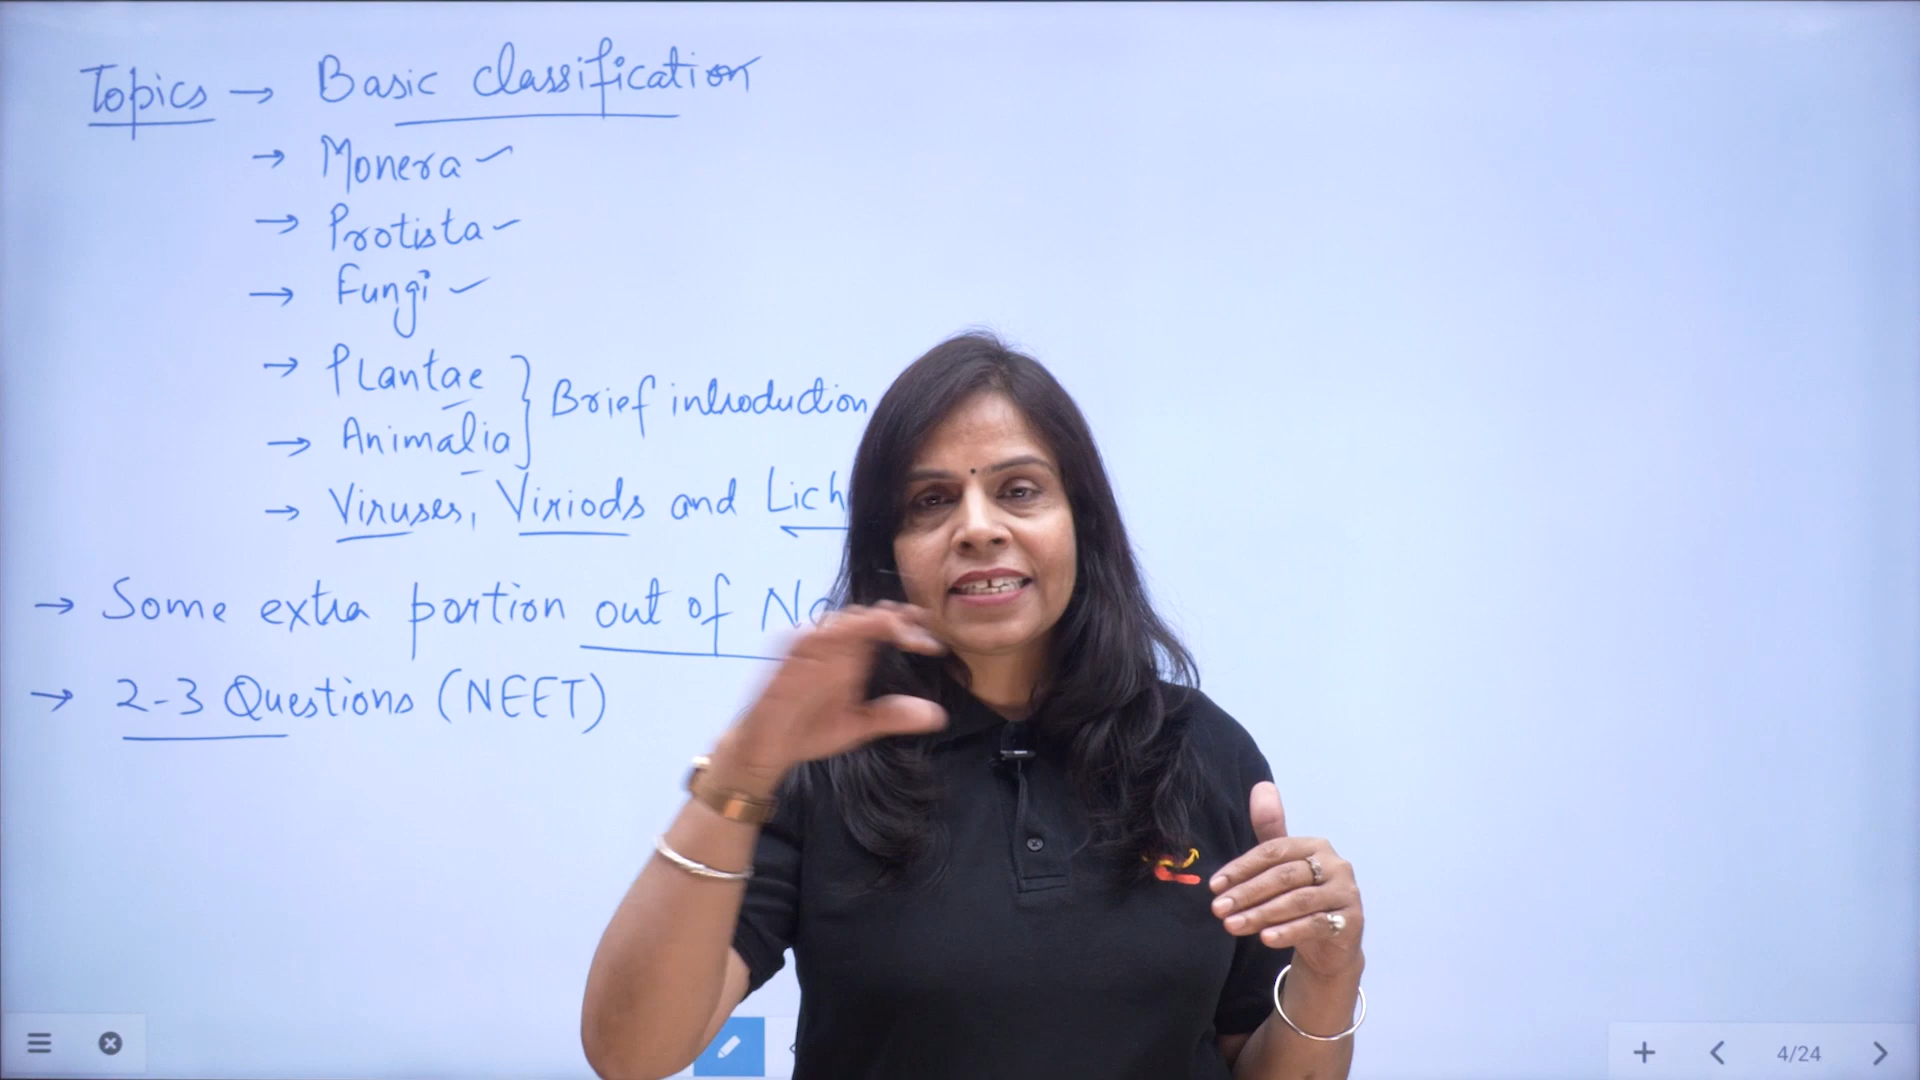 Topics → Basic classification
→ Monera
→ Protista
→ Fungi
→ Plantae
→ Animalia } Brief introduction
→ Viruses, Viriods and Lich
→ Some extra portion out of
→ 2-3 Questions (NEET)
4/24